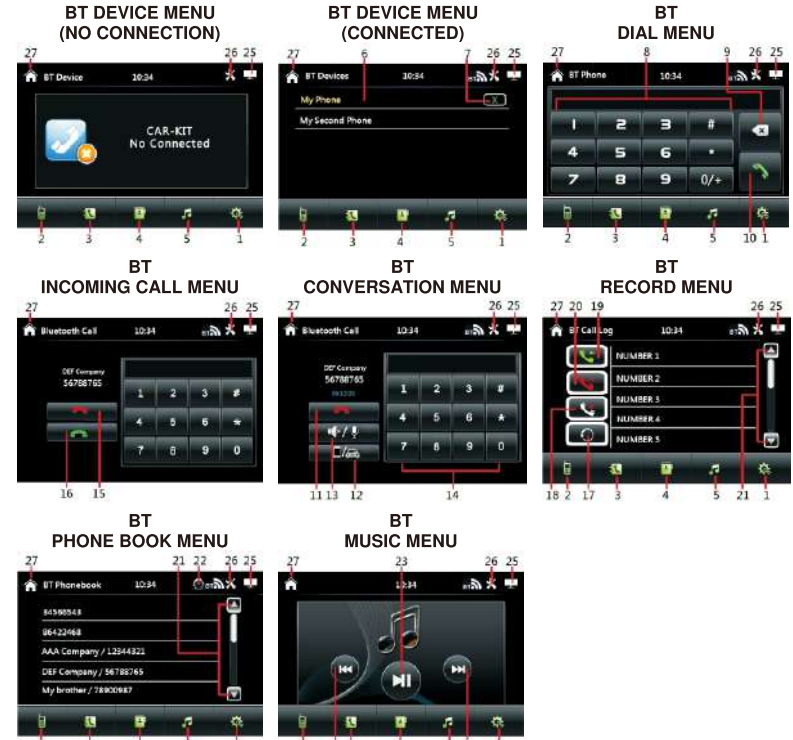 BT DEVICE MENU
(NO CONNECTION)
27 26 25
BT Device 10:34
CAR-KIT
No Connected
2 3 4 5 1
BT DEVICE MENU
(CONNECTED)
27 6 7 26 25
BT Devices 10:34 BT
My Phone X
My Second Phone
2 3 4 5 1
BT
DIAL MENU
27 8 9 26 25
BT Phone 10:34 BT
1 2 3 #
4 5 6 *
7 8 9 0/+
2 3 4 5 10 1
BT
INCOMING CALL MENU
27 26 25
Bluetooth Call 10:34 BT
DEF Company
56788765
1 2 3 #
4 5 6 *
7 8 9 0
16 15
BT
CONVERSATION MENU
27 26 25
Bluetooth Call 10:34 BT
DEF Company
56788765
1 2 3 #
4 5 6 *
7 8 9 0
11 13 12 14
BT
RECORD MENU
27 20 19 26 25
BT Call Log 10:34 BT
NUMBER 1
NUMBER 2
NUMBER 3
NUMBER 4
NUMBER 5
18 2 17 3 4 5 21 1
BT
PHONE BOOK MENU
27 21 22 26 25
BT Phonebook 10:34 BT
34566543
86422468
AAA Company / 12344321
DEF Company / 56788765
My brother / 78900987
BT
MUSIC MENU
27 23 26 25
10:34 BT